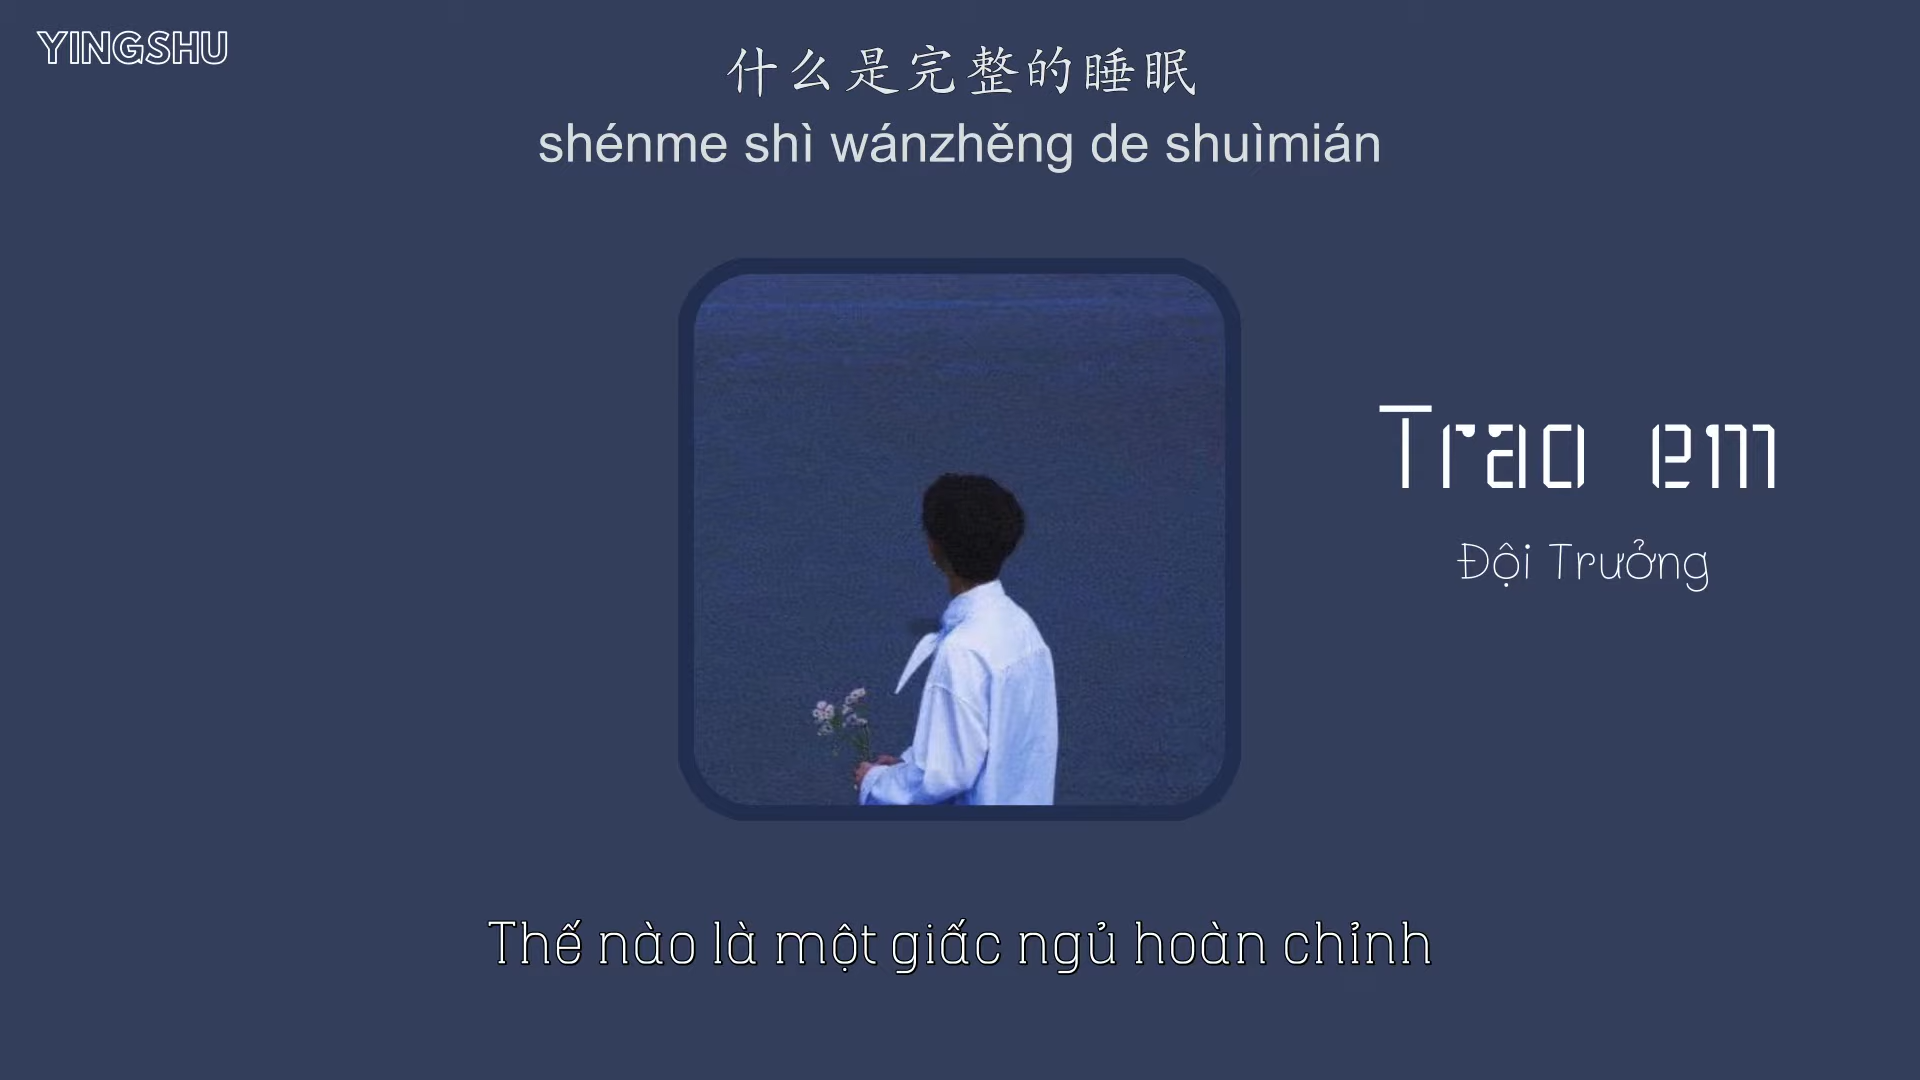 YINGSHU
什么是完整的睡眠
shénme shì wánzhěng de shuìmián
Trao em
Đội Trưởng
Thế nào là một giấc ngủ hoàn chỉnh